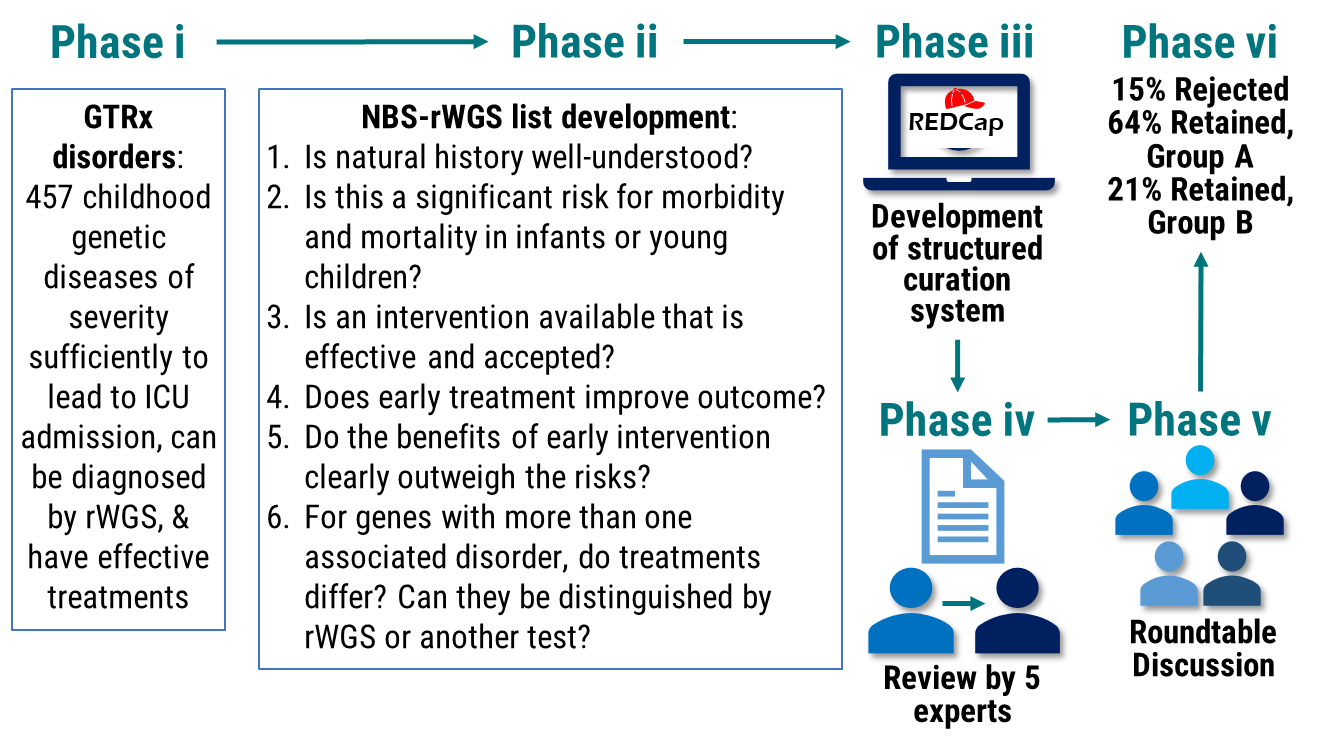 Phase i
GTRx
disorders:
457 childhood
genetic
diseases of
severity
sufficiently to
lead to ICU
admission, can
be diagnosed
by rWGS, &
have effective
treatments
Phase ii
NBS-rWGS list development:
1. Is natural history well-understood?
2. Is this a significant risk for morbidity
and mortality in infants or young
children?
3. Is an intervention available that is
effective and accepted?
4. Does early treatment improve outcome?
5. Do the benefits of early intervention
clearly outweigh the risks?
6. For genes with more than one
associated disorder, do treatments
differ? Can they be distinguished by
rWGS or another test?
Phase iii
REDCap
Development
of structured
curation
system
Phase iv
Review by 5
experts
Phase v
Roundtable
Discussion
Phase vi
15% Rejected
64% Retained,
Group A
21% Retained,
Group B